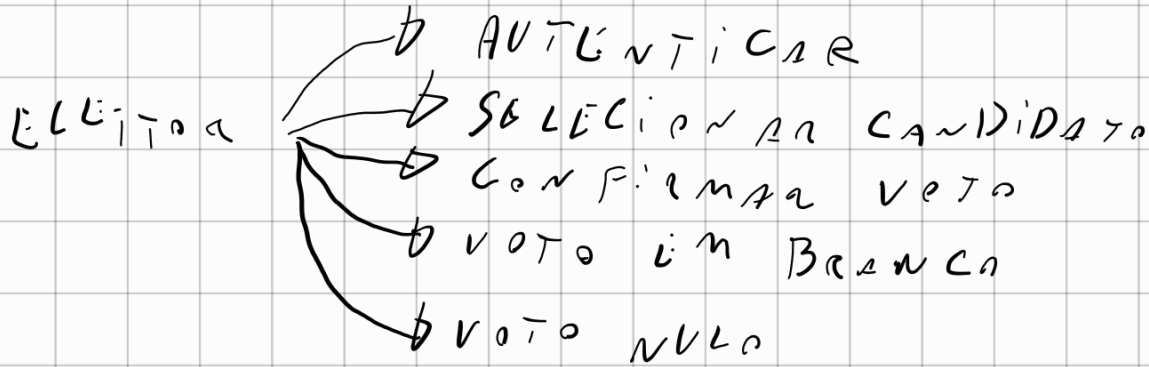 AUTENTICAR
ELEITOR
SELECIONAR CANDIDATO
CONFIRMAR VOTO
VOTO EM BRANCO
VOTO NULO